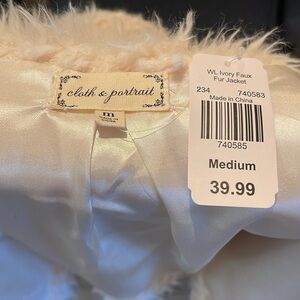 cloth & portrait
m
WL Ivory Faux
Fur Jacket
234 740583
Made in China
740585
Medium
39.99